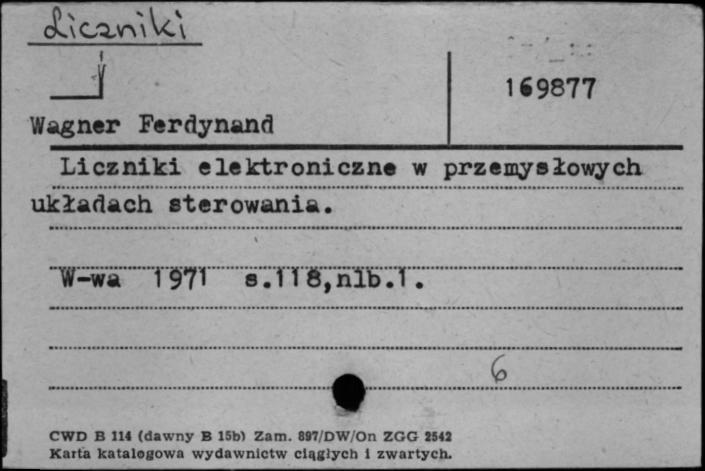 Liczniki
169877
Wagner Ferdynand
Liczniki elektroniczne w przemysłowych
układach sterowania.
W-wa 1971 s.118,nlb.1.
6
CWD B 114 (dawny B 15b) Zam. 897/DW/On ZGG 2542
Karta katalogowa wydawnictw ciągłych i zwartych.